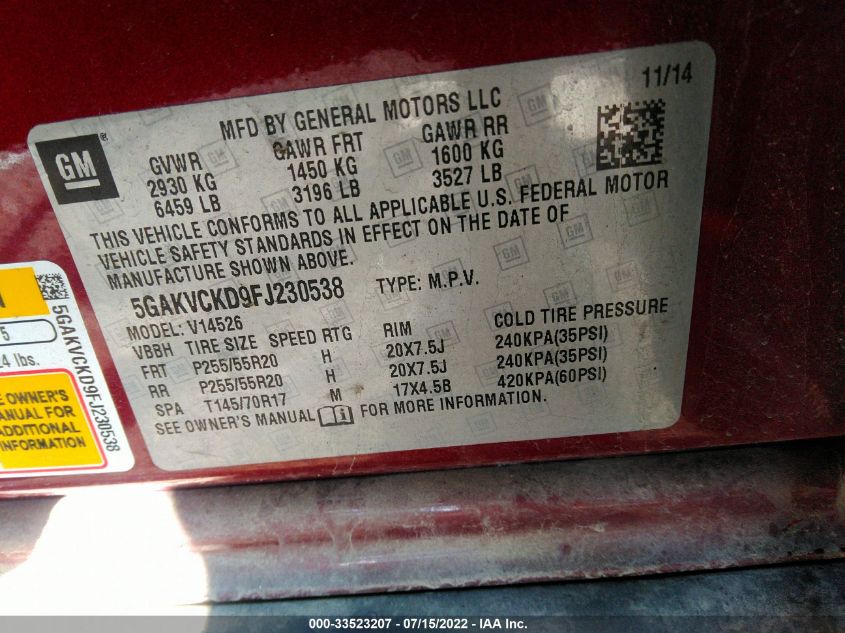 11/14
MFD BY GENERAL MOTORS LLC
GM
GVWR GAWR FRT GAWR RR
2930 KG 1450 KG 1600 KG
6459 LB 3196 LB 3527 LB
THIS VEHICLE CONFORMS TO ALL APPLICABLE U.S. FEDERAL MOTOR
VEHICLE SAFETY STANDARDS IN EFFECT ON THE DATE OF
MANUFACTURE SHOWN ABOVE.
5GAKVCKD9FJ230538 TYPE: M.P.V.
MODEL: V14526
VBBH TIRE SIZE SPEED RTG RIM COLD TIRE PRESSURE
FRT P255/55R20 H 20X7.5J 240KPA(35PSI)
RR P255/55R20 H 20X7.5J 240KPA(35PSI)
SPA T145/70R17 M 17X4.5B 420KPA(60PSI)
SEE OWNER'S MANUAL FOR MORE INFORMATION.
5GAKVCKD9FJ230538
N
5
4 lbs.
EE OWNER'S
ANUAL FOR
ADDITIONAL
INFORMATION
000-33523207 - 07/15/2022 - IAA Inc.